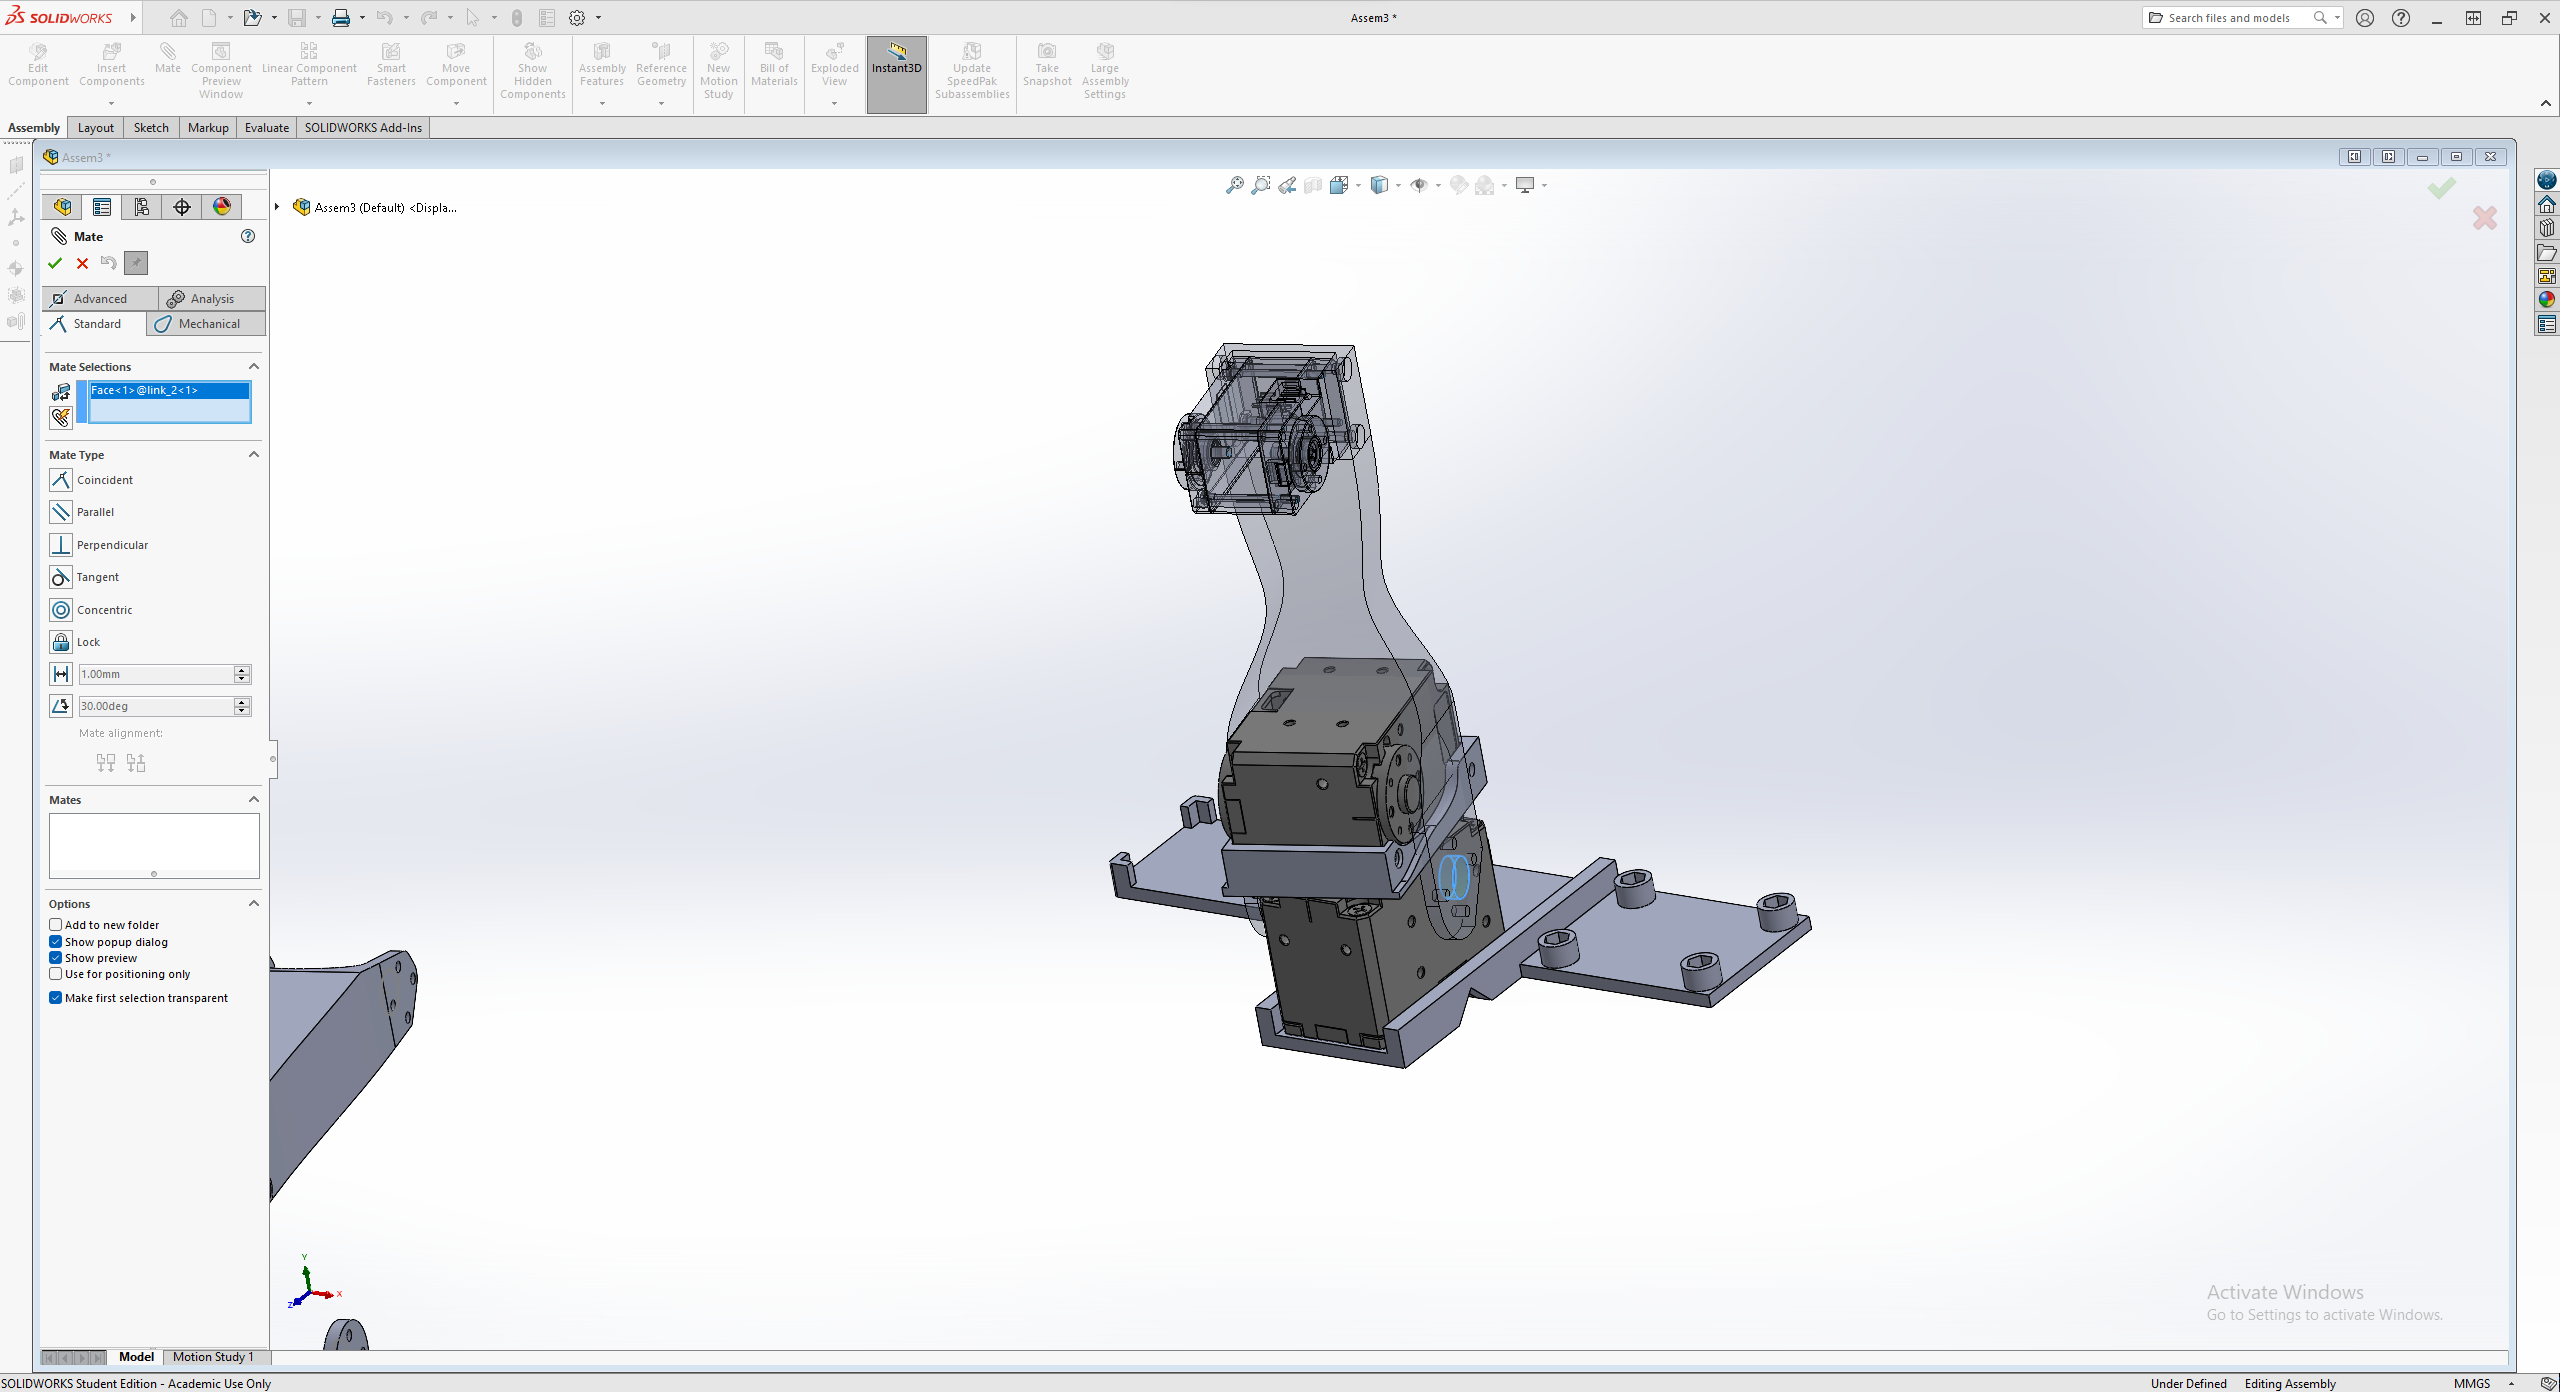 SOLIDWORKS
Assem3 *
Search files and models
Edit Component
Insert Components
Mate
Component Preview Window
Linear Component Pattern
Smart Fasteners
Move Component
Show Hidden Components
Assembly Features
Reference Geometry
New Motion Study
Bill of Materials
Exploded View
Instant3D
Update SpeedPak Subassemblies
Take Snapshot
Large Assembly Settings
Assembly
Layout
Sketch
Markup
Evaluate
SOLIDWORKS Add-Ins
Assem3 *
Assem3 (Default) <Displa...
Mate
Advanced
Analysis
Standard
Mechanical
Mate Selections
Face<1>@link_2<1>
Mate Type
Coincident
Parallel
Perpendicular
Tangent
Concentric
Lock
1.00mm
30.00deg
Mate alignment:
Mates
Options
Add to new folder
Show popup dialog
Show preview
Use for positioning only
Make first selection transparent
Y
X
Z
Activate Windows
Go to Settings to activate Windows.
Model
Motion Study 1
SOLIDWORKS Student Edition - Academic Use Only
Under Defined
Editing Assembly
MMGS